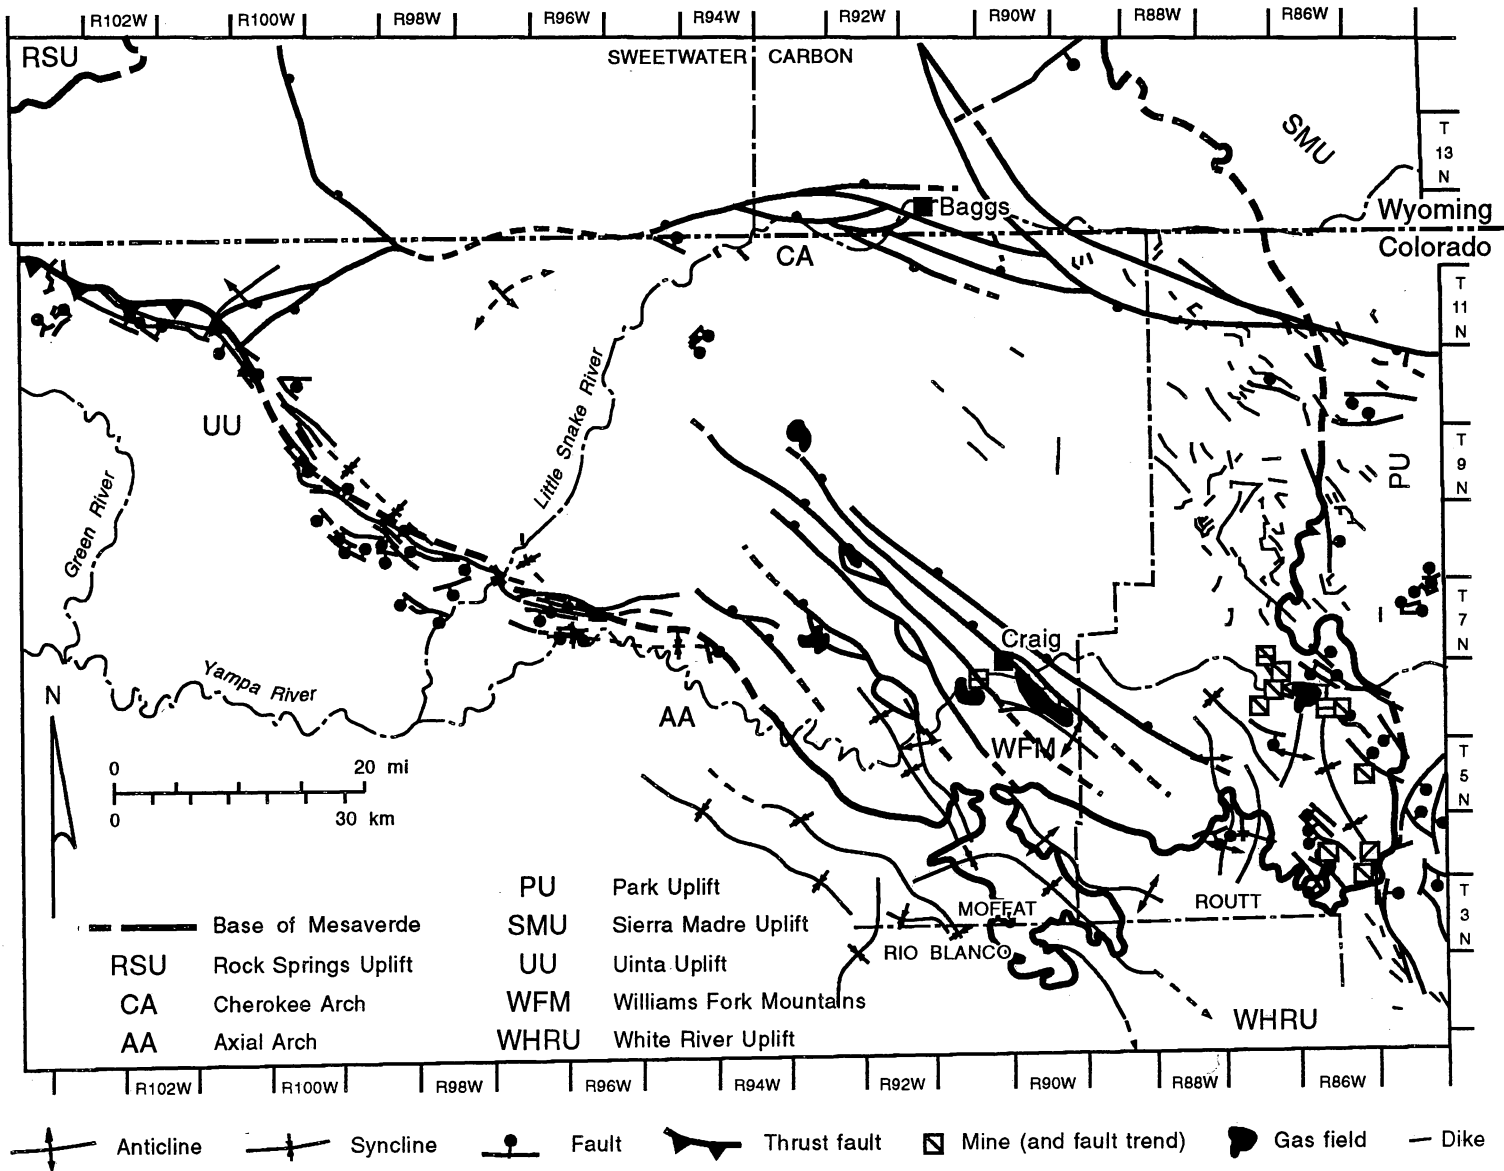 R102W R100W R98W R96W R94W R92W R90W R88W R86W
RSU
SWEETWATER CARBON
SMU
T
13
N
Baggs
Wyoming
Colorado
CA
T
11
N
Little Snake River
UU
T
9
N
PU
Green River
T
7
N
Craig
Yampa River
N
AA
WFM
T
5
N
0 20 mi
0 30 km
PU Park Uplift
SMU Sierra Madre Uplift
UU Uinta Uplift
WFM Williams Fork Mountains
WHRU White River Uplift
Base of Mesaverde
RSU Rock Springs Uplift
CA Cherokee Arch
AA Axial Arch
MOFFAT
ROUTT
RIO BLANCO
T
3
N
WHRU
R102W R100W R98W R96W R94W R92W R90W R88W R86W
Anticline Syncline Fault Thrust fault Mine (and fault trend) Gas field Dike